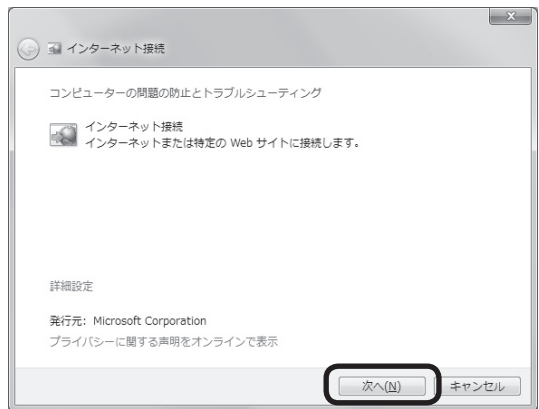 インターネット接続
コンピューターの問題の防止とトラブルシューティング
インターネット接続
インターネットまたは特定の Web サイトに接続します。
詳細設定
発行元: Microsoft Corporation
プライバシーに関する声明をオンラインで表示
次へ(N) キャンセル